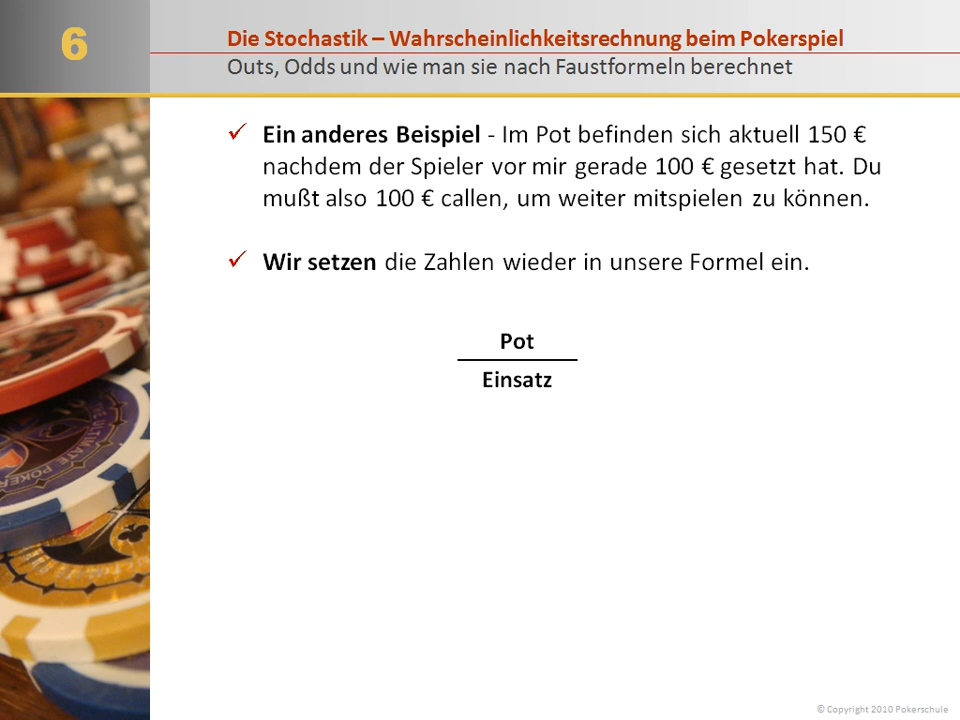 6
Die Stochastik – Wahrscheinlichkeitsrechnung beim Pokerspiel
Outs, Odds und wie man sie nach Faustformeln berechnet
✓ Ein anderes Beispiel - Im Pot befinden sich aktuell 150 €
nachdem der Spieler vor mir gerade 100 € gesetzt hat. Du
mußt also 100 € callen, um weiter mitspielen zu können.
✓ Wir setzen die Zahlen wieder in unsere Formel ein.
Pot
Einsatz
ULTIMATE POKER
© Copyright 2010 Pokerschule